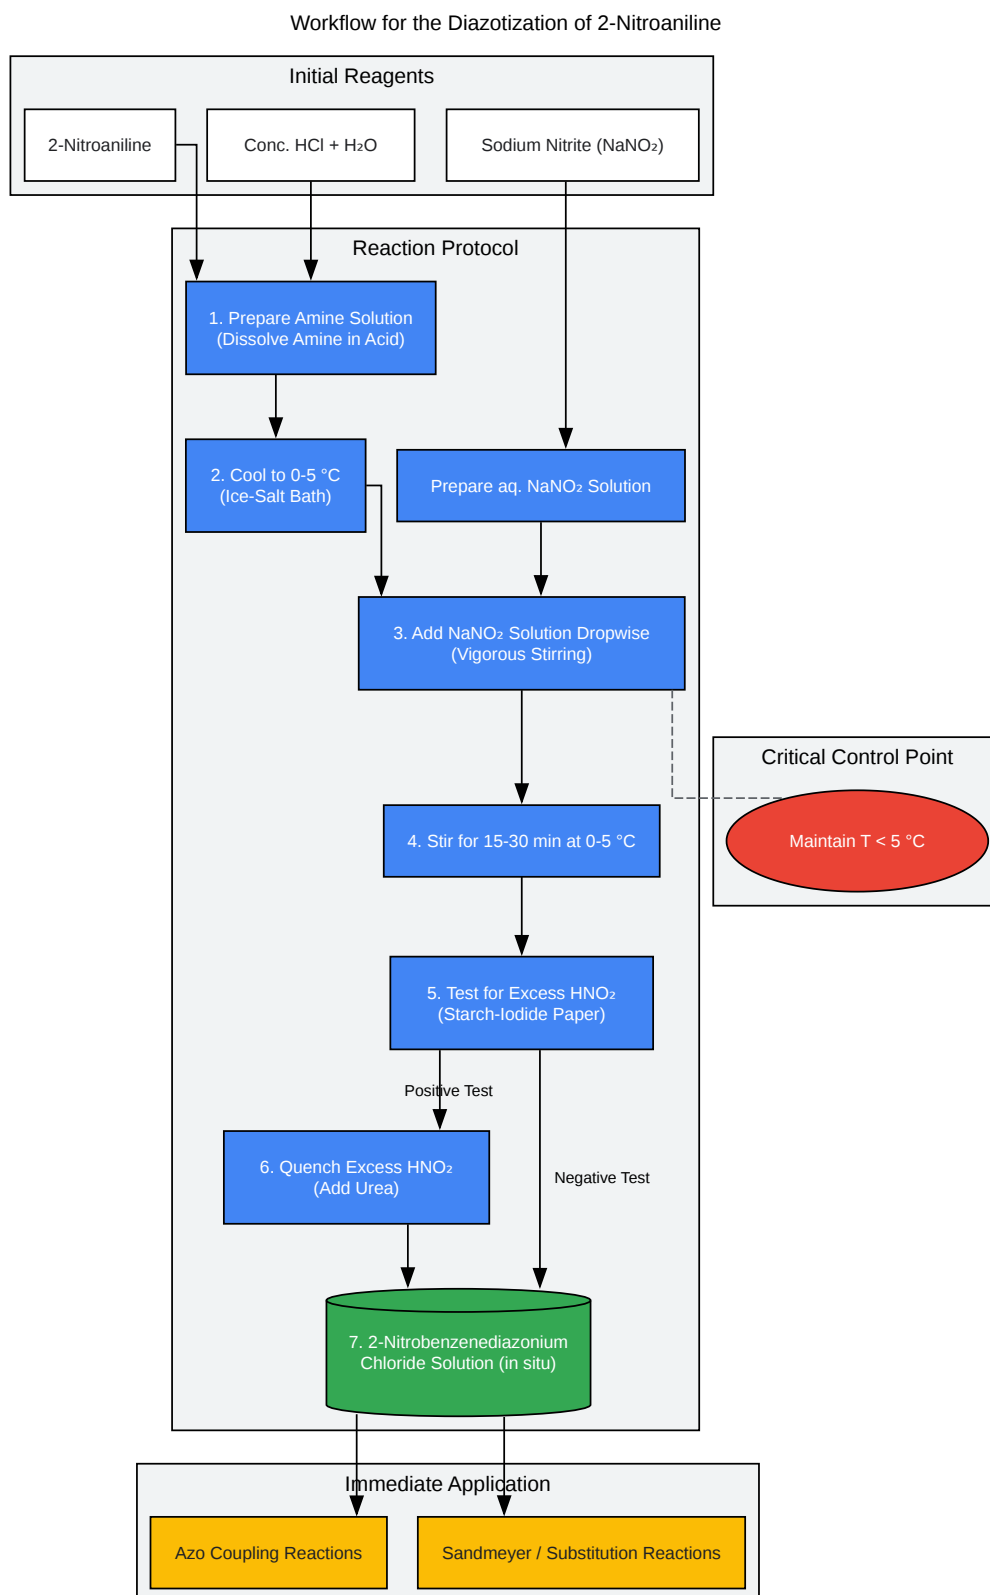 Workflow for the Diazotization of 2-Nitroaniline
Initial Reagents
2-Nitroaniline
Conc. HCl + H₂O
Sodium Nitrite (NaNO₂)
Reaction Protocol
1. Prepare Amine Solution
(Dissolve Amine in Acid)
2. Cool to 0-5 °C
(Ice-Salt Bath)
Prepare aq. NaNO₂ Solution
3. Add NaNO₂ Solution Dropwise
(Vigorous Stirring)
Critical Control Point
Maintain T < 5 °C
4. Stir for 15-30 min at 0-5 °C
5. Test for Excess HNO₂
(Starch-Iodide Paper)
Positive Test
Negative Test
6. Quench Excess HNO₂
(Add Urea)
7. 2-Nitrobenzenediazonium
Chloride Solution (in situ)
Immediate Application
Azo Coupling Reactions
Sandmeyer / Substitution Reactions